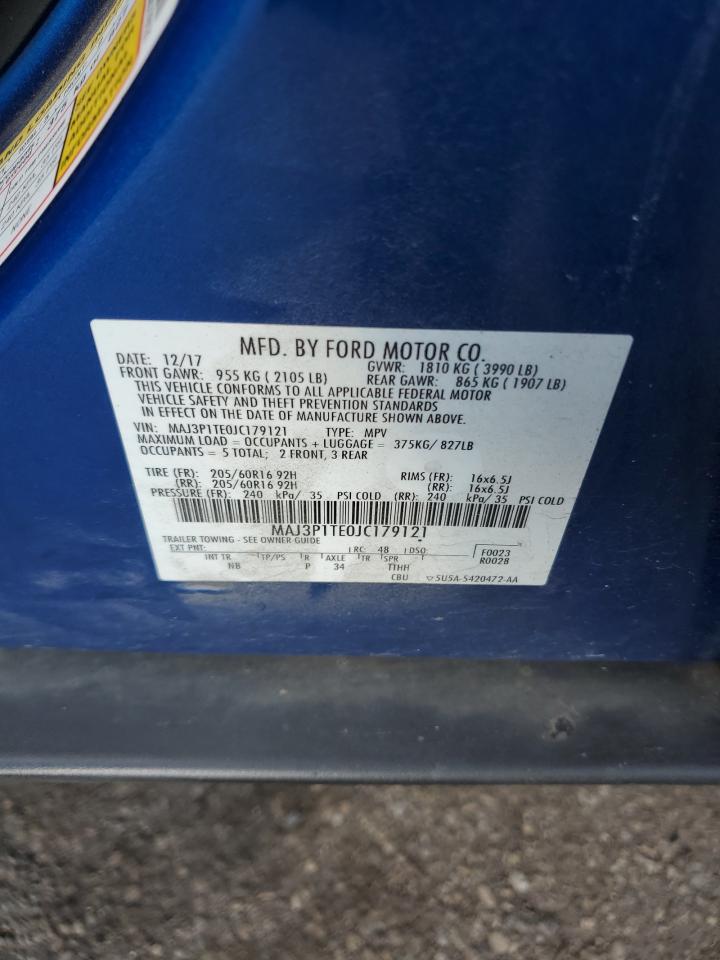 MFD. BY FORD MOTOR CO.
DATE: 12/17 GVWR: 1810 KG ( 3990 LB)
FRONT GAWR: 955 KG ( 2105 LB) REAR GAWR: 865 KG ( 1907 LB)
THIS VEHICLE CONFORMS TO ALL APPLICABLE FEDERAL MOTOR
VEHICLE SAFETY AND THEFT PREVENTION STANDARDS
IN EFFECT ON THE DATE OF MANUFACTURE SHOWN ABOVE.
VIN: MAJ3P1TE0JC179121 TYPE: MPV
MAXIMUM LOAD = OCCUPANTS + LUGGAGE = 375KG/ 827LB
OCCUPANTS = 5 TOTAL; 2 FRONT, 3 REAR
TIRE (FR): 205/60R16 92H RIMS (FR): 16x6.5J
(RR): 205/60R16 92H (RR): 16x6.5J
PRESSURE (FR): 240 kPa/ 35 PSI COLD (RR): 240 kPa/35 PSI COLD
MAJ3P1TE0JC179121
TRAILER TOWING - SEE OWNER GUIDE
EXT PNT: RC: 48 DSO: F0023
INT TR TP/PS R AXLE TR SPR R0028
NB P 34 TTHH
CBU 5U5A-5420472-AA